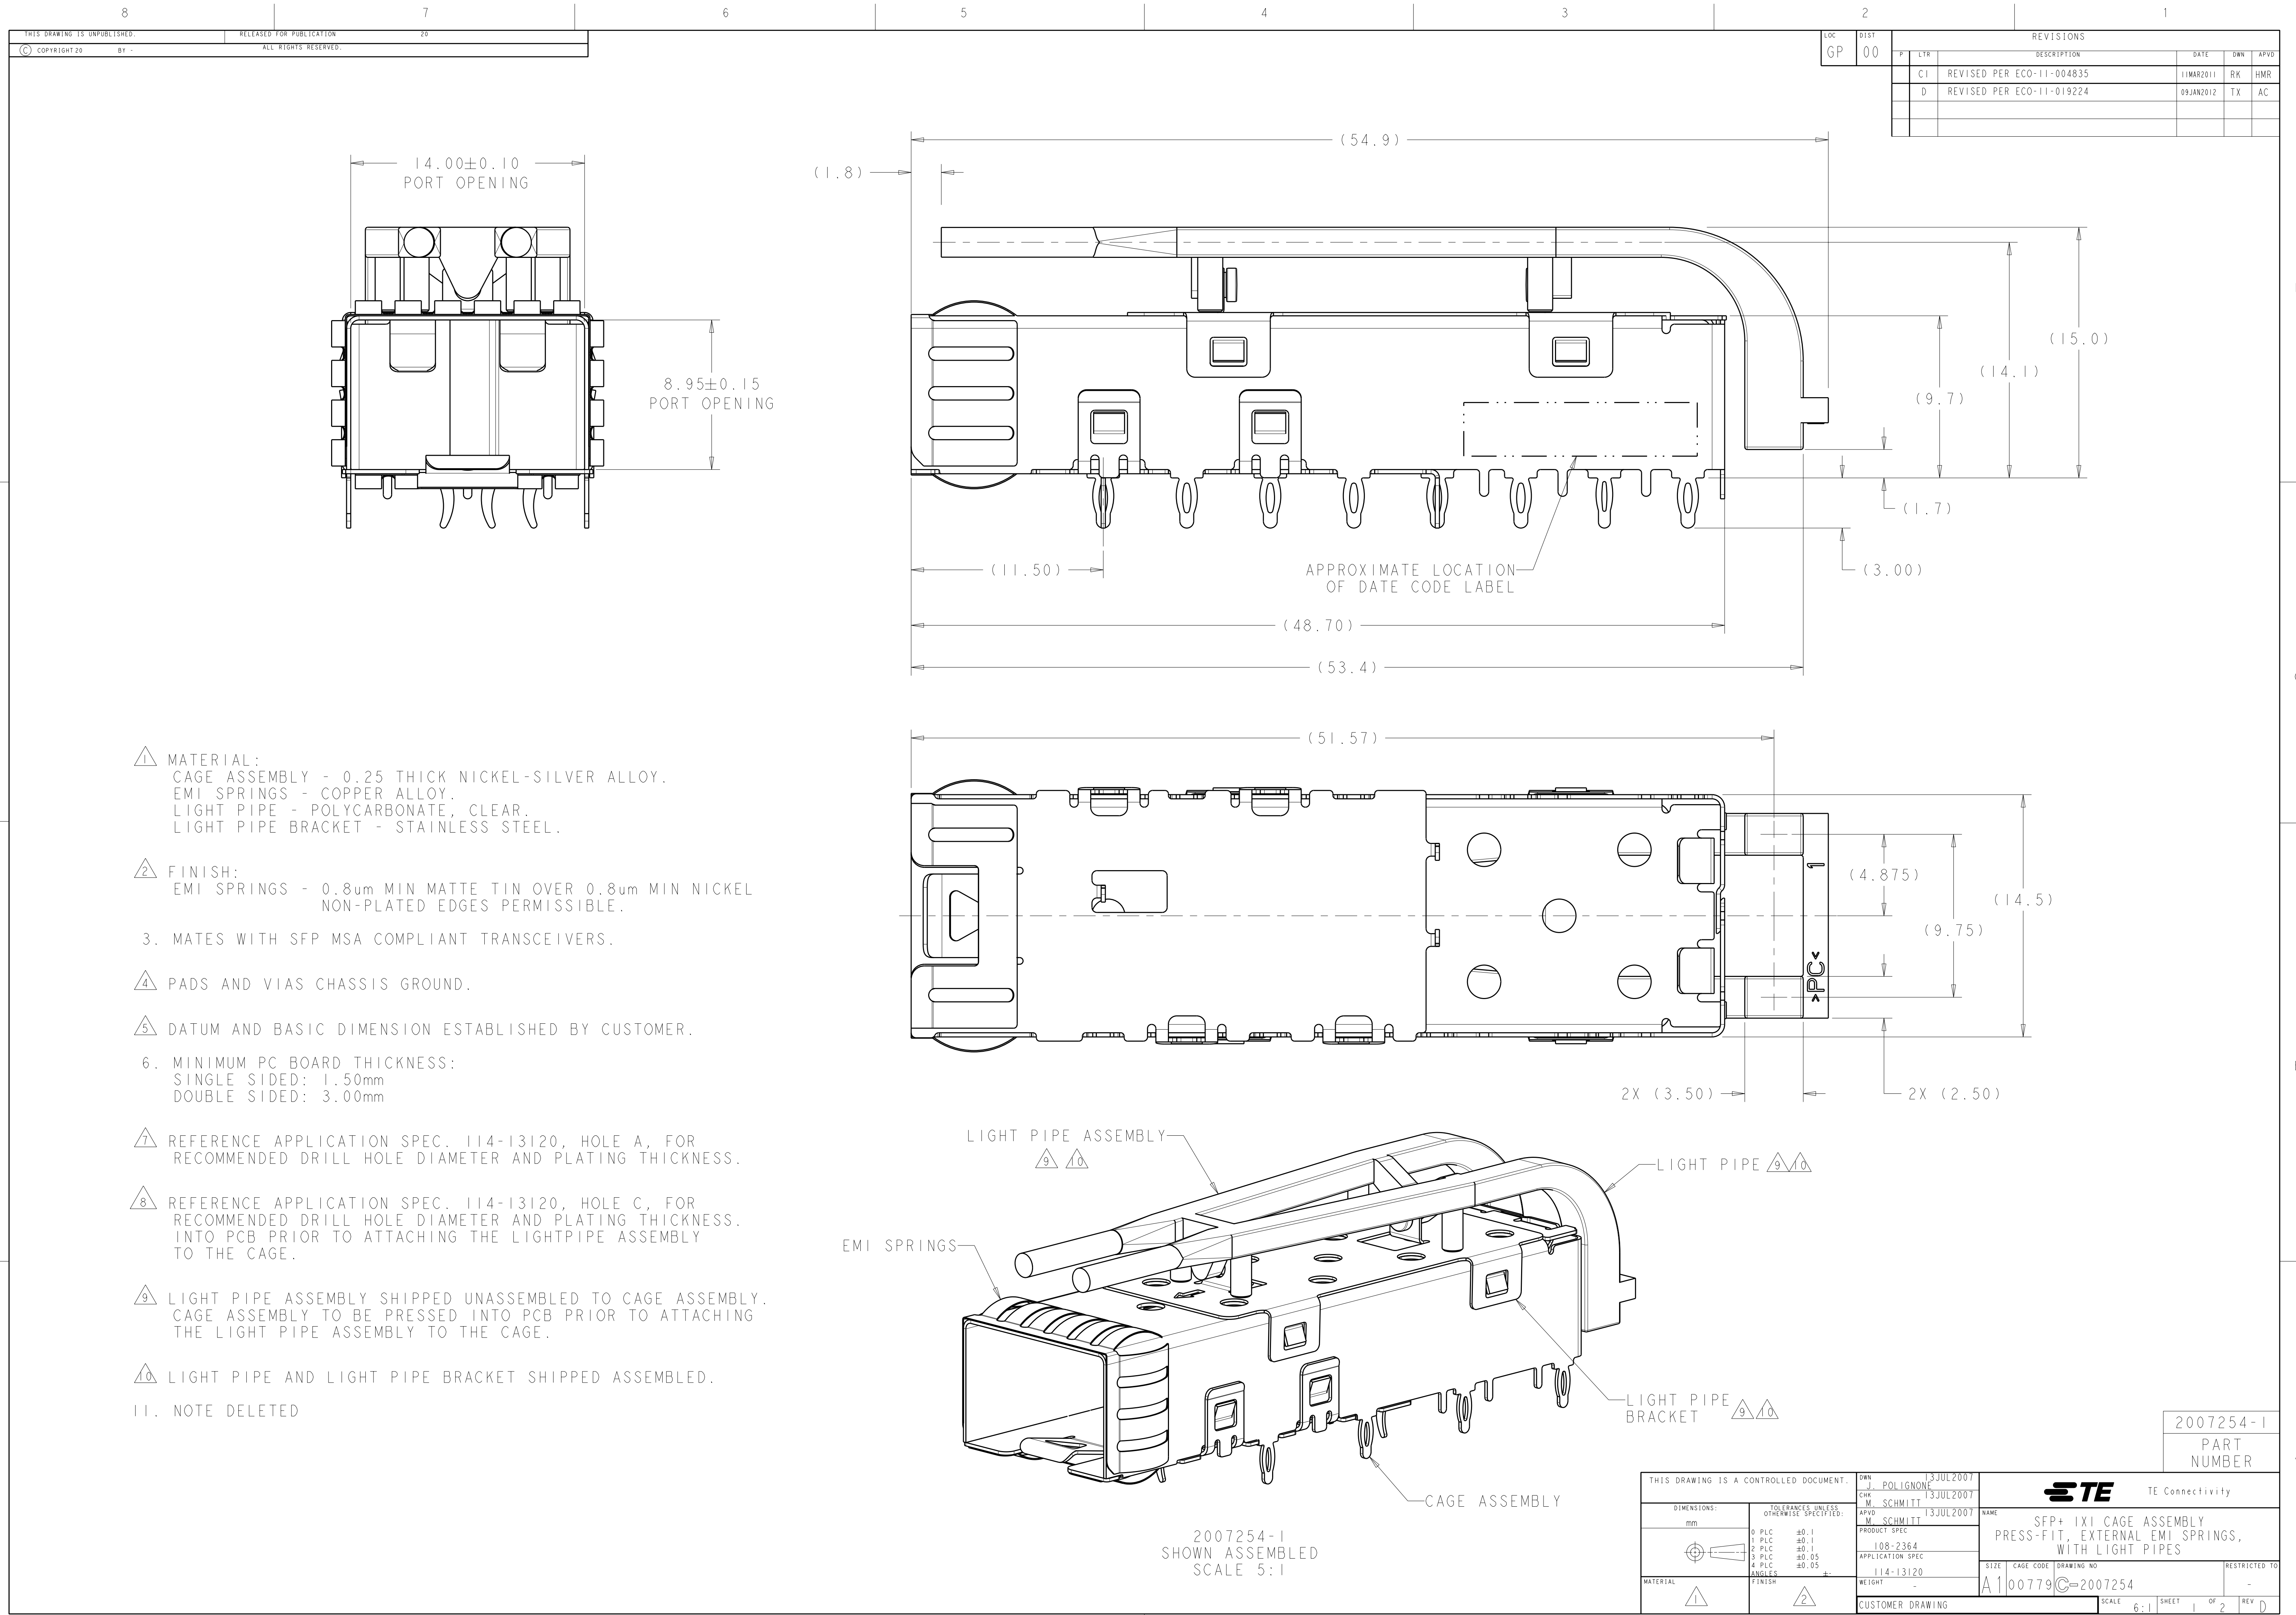 8 7 6 5 4 3 2 1
THIS DRAWING IS UNPUBLISHED. RELEASED FOR PUBLICATION 20
© COPYRIGHT 20 BY - ALL RIGHTS RESERVED.
LOC DIST
GP 00
REVISIONS
P LTR DESCRIPTION DATE DWN APVD
C1 REVISED PER ECO-11-004835 11MAR2011 RK HMR
D REVISED PER ECO-11-019224 09JAN2012 TX AC
14.00±0.10
PORT OPENING
8.95±0.15
PORT OPENING
(54.9)
(1.8)
(15.0)
(14.1)
(9.7)
(1.7)
(3.00)
(11.50)
APPROXIMATE LOCATION
OF DATE CODE LABEL
(48.70)
(53.4)
(51.57)
(4.875)
(14.5)
(9.75)
1
>PC<
2X (3.50)
2X (2.50)
1 MATERIAL:
CAGE ASSEMBLY - 0.25 THICK NICKEL-SILVER ALLOY.
EMI SPRINGS - COPPER ALLOY.
LIGHT PIPE - POLYCARBONATE, CLEAR.
LIGHT PIPE BRACKET - STAINLESS STEEL.
2 FINISH:
EMI SPRINGS - 0.8um MIN MATTE TIN OVER 0.8um MIN NICKEL
NON-PLATED EDGES PERMISSIBLE.
3. MATES WITH SFP MSA COMPLIANT TRANSCEIVERS.
4 PADS AND VIAS CHASSIS GROUND.
5 DATUM AND BASIC DIMENSION ESTABLISHED BY CUSTOMER.
6. MINIMUM PC BOARD THICKNESS:
SINGLE SIDED: 1.50mm
DOUBLE SIDED: 3.00mm
7 REFERENCE APPLICATION SPEC. 114-13120, HOLE A, FOR
RECOMMENDED DRILL HOLE DIAMETER AND PLATING THICKNESS.
8 REFERENCE APPLICATION SPEC. 114-13120, HOLE C, FOR
RECOMMENDED DRILL HOLE DIAMETER AND PLATING THICKNESS.
INTO PCB PRIOR TO ATTACHING THE LIGHTPIPE ASSEMBLY
TO THE CAGE.
9 LIGHT PIPE ASSEMBLY SHIPPED UNASSEMBLED TO CAGE ASSEMBLY.
CAGE ASSEMBLY TO BE PRESSED INTO PCB PRIOR TO ATTACHING
THE LIGHT PIPE ASSEMBLY TO THE CAGE.
10 LIGHT PIPE AND LIGHT PIPE BRACKET SHIPPED ASSEMBLED.
11. NOTE DELETED
LIGHT PIPE ASSEMBLY
9 10
LIGHT PIPE 9 10
EMI SPRINGS
LIGHT PIPE
BRACKET 9 10
CAGE ASSEMBLY
2007254-1
SHOWN ASSEMBLED
SCALE 5:1
2007254-1
PART
NUMBER
THIS DRAWING IS A CONTROLLED DOCUMENT.
DIMENSIONS:
mm
TOLERANCES UNLESS
OTHERWISE SPECIFIED:
0 PLC ±0.1
1 PLC ±0.1
2 PLC ±0.1
3 PLC ±0.05
4 PLC ±0.05
ANGLES ±-
MATERIAL
1
FINISH
2
DWN 13JUL2007
J. POLIGNONE
CHK 13JUL2007
M. SCHMITT
APVD 13JUL2007
M. SCHMITT
PRODUCT SPEC
108-2364
APPLICATION SPEC
114-13120
WEIGHT -
CUSTOMER DRAWING
TE TE Connectivity
NAME
SFP+ 1X1 CAGE ASSEMBLY
PRESS-FIT, EXTERNAL EMI SPRINGS,
WITH LIGHT PIPES
SIZE CAGE CODE DRAWING NO RESTRICTED TO
A1 00779 C-2007254 -
SCALE 6:1 SHEET 1 OF 2 REV D